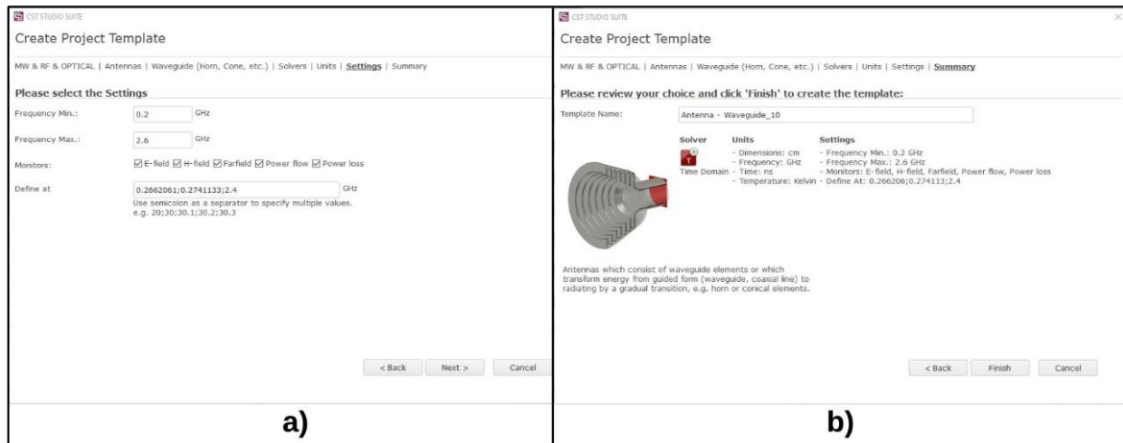 CST STUDIO SUITE
Create Project Template
MW & RF & OPTICAL | Antennas | Waveguide (Horn, Cone, etc.) | Solvers | Units | Settings | Summary
Please select the Settings
Frequency Min.: 0.2 GHz
Frequency Max.: 2.6 GHz
Monitors: E-field H-field Farfield Power flow Power loss
Define at 0.2662061;0.2741133;2.4 GHz
Use semicolon as a separator to specify multiple values.
e.g. 20;30;30.1;30.2;30.3
< Back Next > Cancel
a)
CST STUDIO SUITE
Create Project Template
MW & RF & OPTICAL | Antennas | Waveguide (Horn, Cone, etc.) | Solvers | Units | Settings | Summary
Please review your choice and click 'Finish' to create the template:
Template Name: Antenna - Waveguide_10
Solver Units Settings
- Dimensions: cm - Frequency Min.: 0.2 GHz
- Frequency: GHz - Frequency Max.: 2.6 GHz
Time Domain - Time: ns - Monitors: E-field, H-field, Farfield, Power flow, Power loss
- Temperature: Kelvin - Define At: 0.266206;0.274113;2.4
Antennas which consist of waveguide elements or which
transform energy from guided form (waveguide, coaxial line) to
radiating by a gradual transition, e.g. horn or conical elements.
< Back Finish Cancel
b)